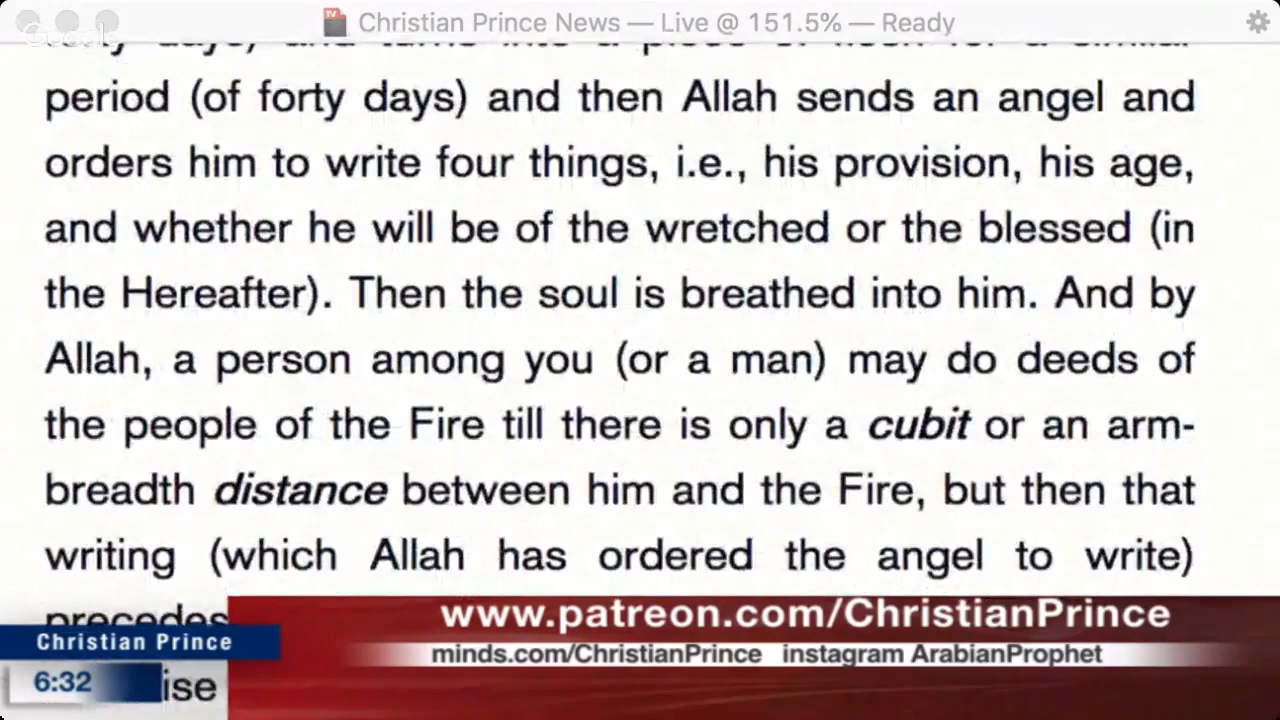 Christian Prince News — Live @ 151.5% — Ready
Google
period (of forty days) and then Allah sends an angel and
orders him to write four things, i.e., his provision, his age,
and whether he will be of the wretched or the blessed (in
the Hereafter). Then the soul is breathed into him. And by
Allah, a person among you (or a man) may do deeds of
the people of the Fire till there is only a cubit or an arm-
breadth distance between him and the Fire, but then that
writing (which Allah has ordered the angel to write)
precedes
www.patreon.com/ChristianPrince
Christian Prince
minds.com/ChristianPrince instagram ArabianProphet
6:32
ise